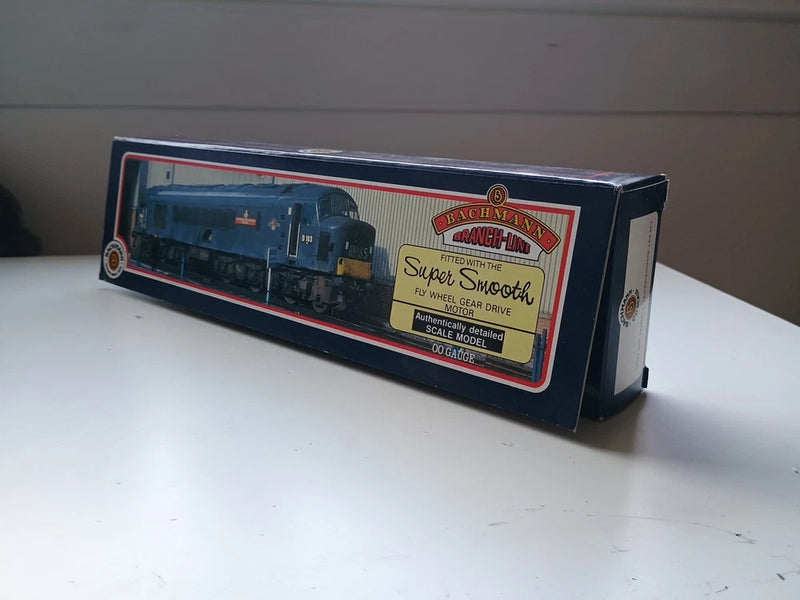 BACHMANN
BRANCH-LINE
FITTED WITH THE
Super Smooth
FLY WHEEL GEAR DRIVE
MOTOR
Authentically detailed
SCALE MODEL
OO GAUGE